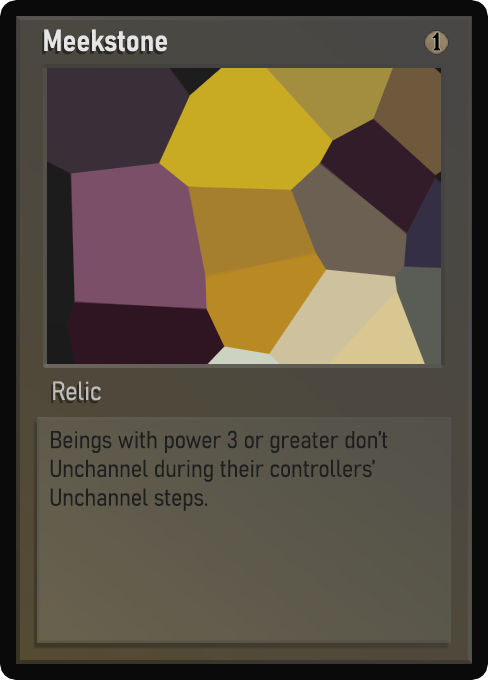 Meekstone
1
Relic
Beings with power 3 or greater don't
Unchannel during their controllers'
Unchannel steps.